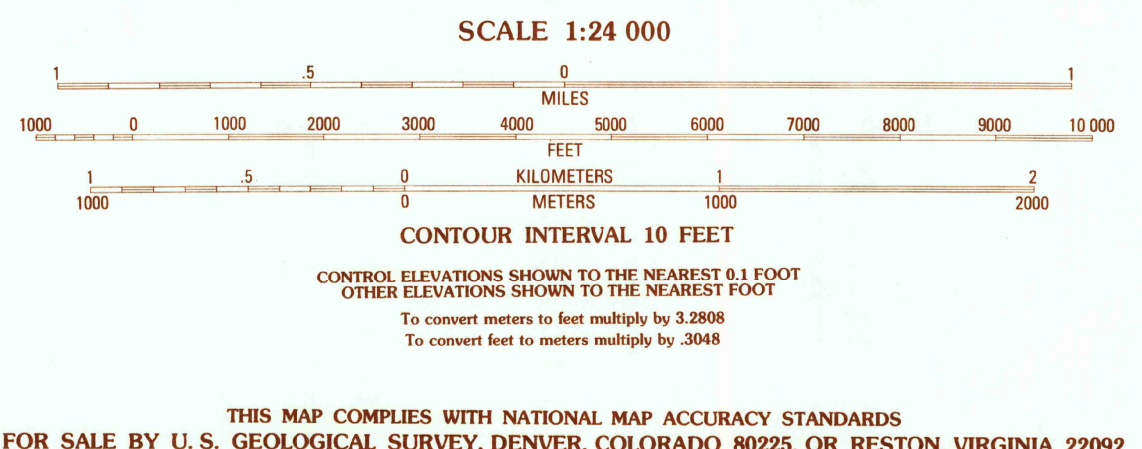 SCALE 1:24 000
1 .5 0 1
MILES
1000 0 1000 2000 3000 4000 5000 6000 7000 8000 9000 10 000
FEET
1 .5 0 KILOMETERS 1 2
1000 0 METERS 1000 2000
CONTOUR INTERVAL 10 FEET
CONTROL ELEVATIONS SHOWN TO THE NEAREST 0.1 FOOT
OTHER ELEVATIONS SHOWN TO THE NEAREST FOOT
To convert meters to feet multiply by 3.2808
To convert feet to meters multiply by .3048
THIS MAP COMPLIES WITH NATIONAL MAP ACCURACY STANDARDS
FOR SALE BY U. S. GEOLOGICAL SURVEY, DENVER, COLORADO 80225, OR RESTON VIRGINIA 22092